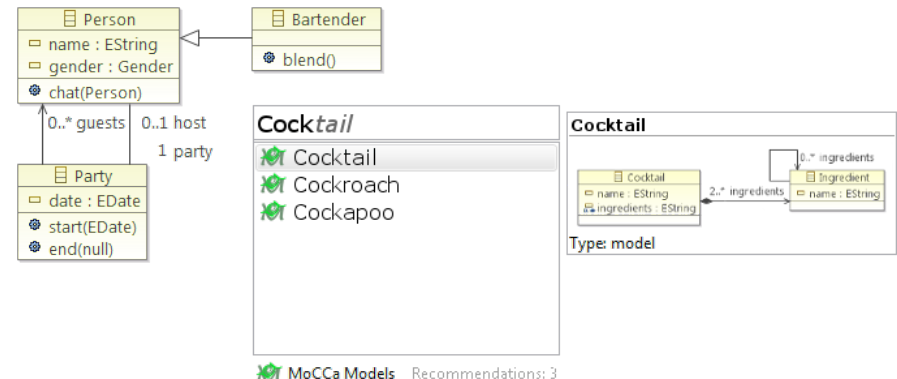 Person
name : EString
gender : Gender
chat(Person)
Bartender
blend()
0..* guests
0..1 host
1 party
Party
date : EDate
start(EDate)
end(null)
Cocktail
Cocktail
Cockroach
Cockapoo
MoCCa Models Recommendations: 3
Cocktail
0..* ingredients
Cocktail
name : EString
ingredients : EString
2..* ingredients
Ingredient
name : EString
Type: model